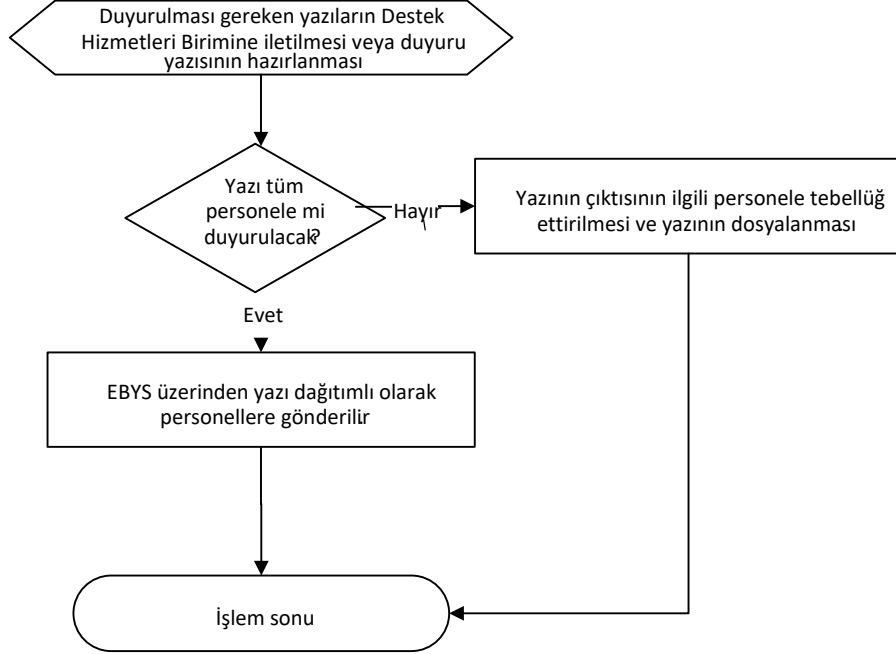 Duyurulması gereken yazıların Destek
Hizmetleri Birimine iletilmesi veya duyuru
yazısının hazırlanması
Yazı tüm
personele mi
duyurulacak?
Hayır
Yazının çıktısının ilgili personele tebellüğ
ettirilmesi ve yazının dosyalanması
Evet
EBYS üzerinden yazı dağıtımlı olarak
personellere gönderilir
İşlem sonu